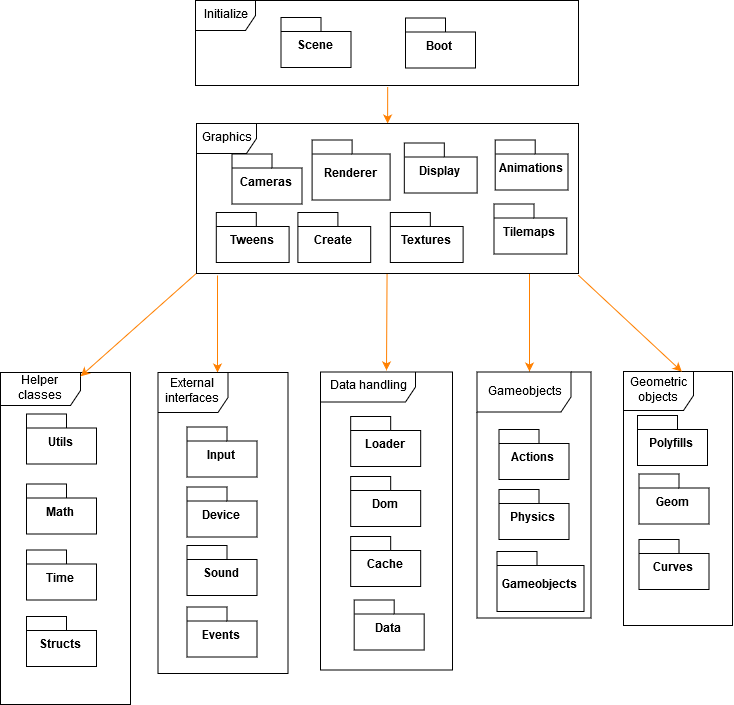 Initialize
Scene
Boot
Graphics
Cameras
Renderer
Display
Animations
Tweens
Create
Textures
Tilemaps
Helper
classes
Utils
Math
Time
Structs
External
interfaces
Input
Device
Sound
Events
Data handling
Loader
Dom
Cache
Data
Gameobjects
Actions
Physics
Gameobjects
Geometric
objects
Polyfills
Geom
Curves